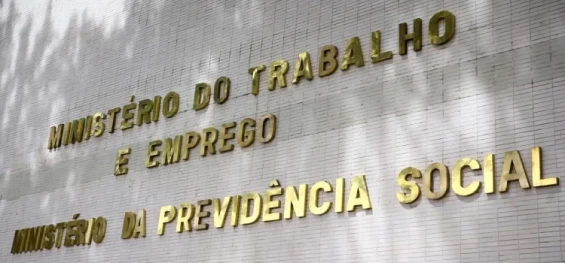 MINISTÉRIO DO TRABALHO
E EMPREGO
MINISTÉRIO DA PREVIDÊNCIA SOCIAL